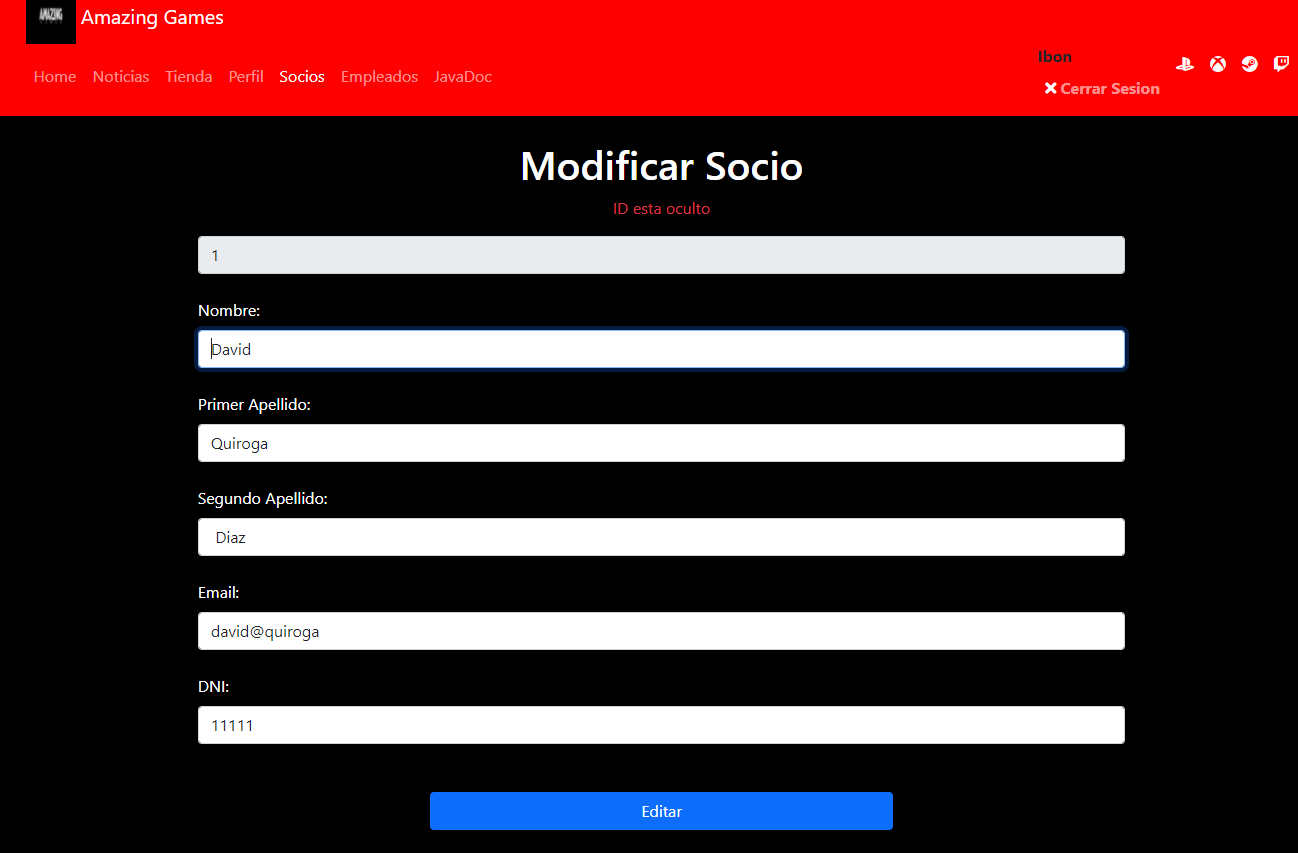 AMAZING
Amazing Games
Home Noticias Tienda Perfil Socios Empleados JavaDoc
Ibon
Cerrar Sesion
Modificar Socio
ID esta oculto
1
Nombre:
David
Primer Apellido:
Quiroga
Segundo Apellido:
Diaz
Email:
david@quiroga
DNI:
11111
Editar